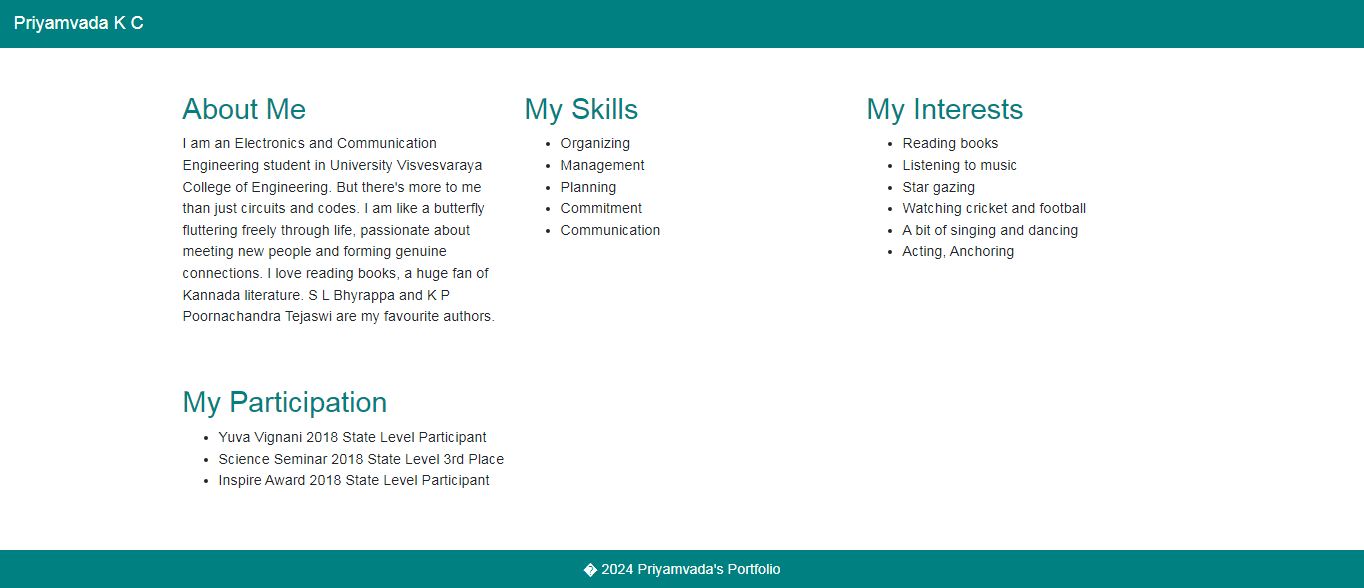 Priyamvada K C
About Me
I am an Electronics and Communication
Engineering student in University Visvesvaraya
College of Engineering. But there's more to me
than just circuits and codes. I am like a butterfly
fluttering freely through life, passionate about
meeting new people and forming genuine
connections. I love reading books, a huge fan of
Kannada literature. S L Bhyrappa and K P
Poornachandra Tejaswi are my favourite authors.
My Skills
• Organizing
• Management
• Planning
• Commitment
• Communication
My Interests
• Reading books
• Listening to music
• Star gazing
• Watching cricket and football
• A bit of singing and dancing
• Acting, Anchoring
My Participation
• Yuva Vignani 2018 State Level Participant
• Science Seminar 2018 State Level 3rd Place
• Inspire Award 2018 State Level Participant
� 2024 Priyamvada's Portfolio